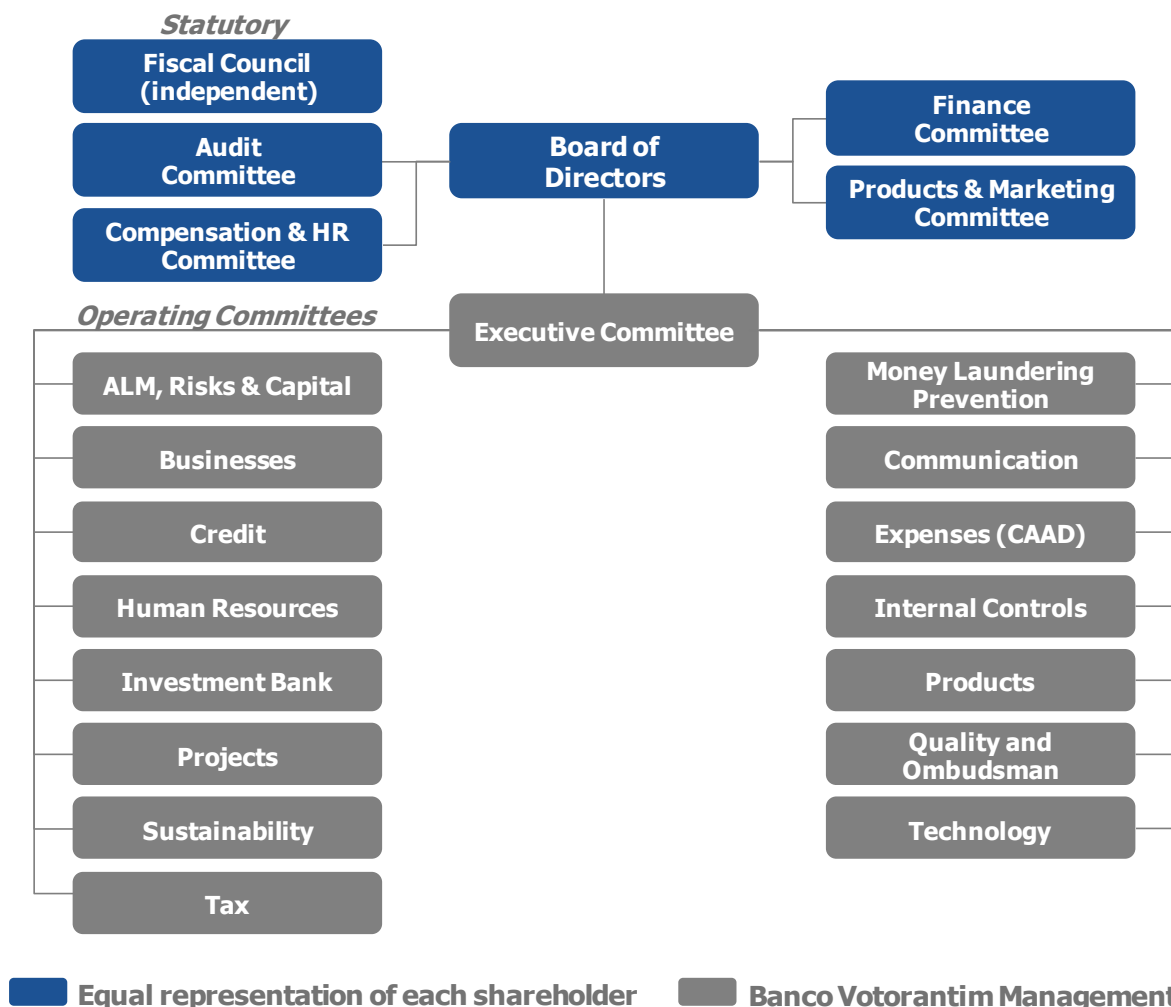 Statutory
Fiscal Council
(independent)
Audit
Committee
Compensation & HR
Committee
Board of
Directors
Finance
Committee
Products & Marketing
Committee
Executive Committee
Operating Committees
ALM, Risks & Capital
Businesses
Credit
Human Resources
Investment Bank
Projects
Sustainability
Tax
Money Laundering
Prevention
Communication
Expenses (CAAD)
Internal Controls
Products
Quality and
Ombudsman
Technology
Equal representation of each shareholder
Banco Votorantim Management